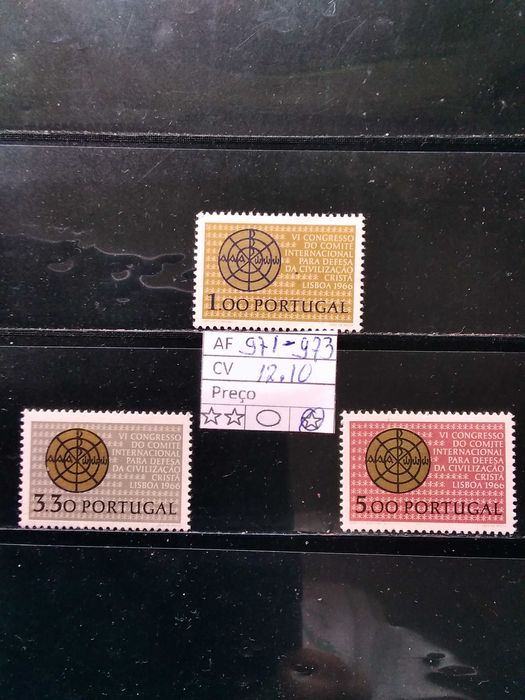 VI CONGRESSO
DO COMITÉ
INTERNACIONAL
PARA DEFESA
DA CIVILIZAÇÃO
CRISTÃ
LISBOA 1966
1.00 PORTUGAL
AF 971-973
CV 12.10
Preço
VI CONGRESSO
DO COMITÉ
INTERNACIONAL
PARA DEFESA
DA CIVILIZAÇÃO
CRISTÃ
LISBOA 1966
3.30 PORTUGAL
VI CONGRESSO
DO COMITÉ
INTERNACIONAL
PARA DEFESA
DA CIVILIZAÇÃO
CRISTÃ
LISBOA 1966
5.00 PORTUGAL